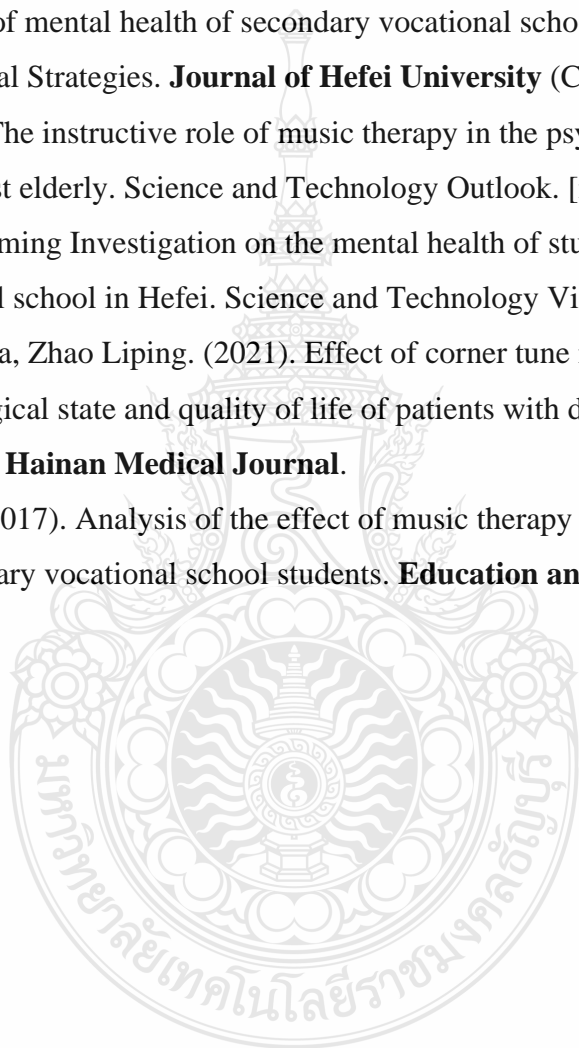 of mental health of secondary vocational scho
al Strategies. Journal of Hefei University (C
The instructive role of music therapy in the psy
st elderly. Science and Technology Outlook. [
ming Investigation on the mental health of stu
l school in Hefei. Science and Technology Vi
a, Zhao Liping. (2021). Effect of corner tune
gical state and quality of life of patients with d
Hainan Medical Journal.
2017). Analysis of the effect of music therapy
ary vocational school students. Education an
มหาวิทยาลัยเทคโนโลยีราชมงคลธัญบุรี